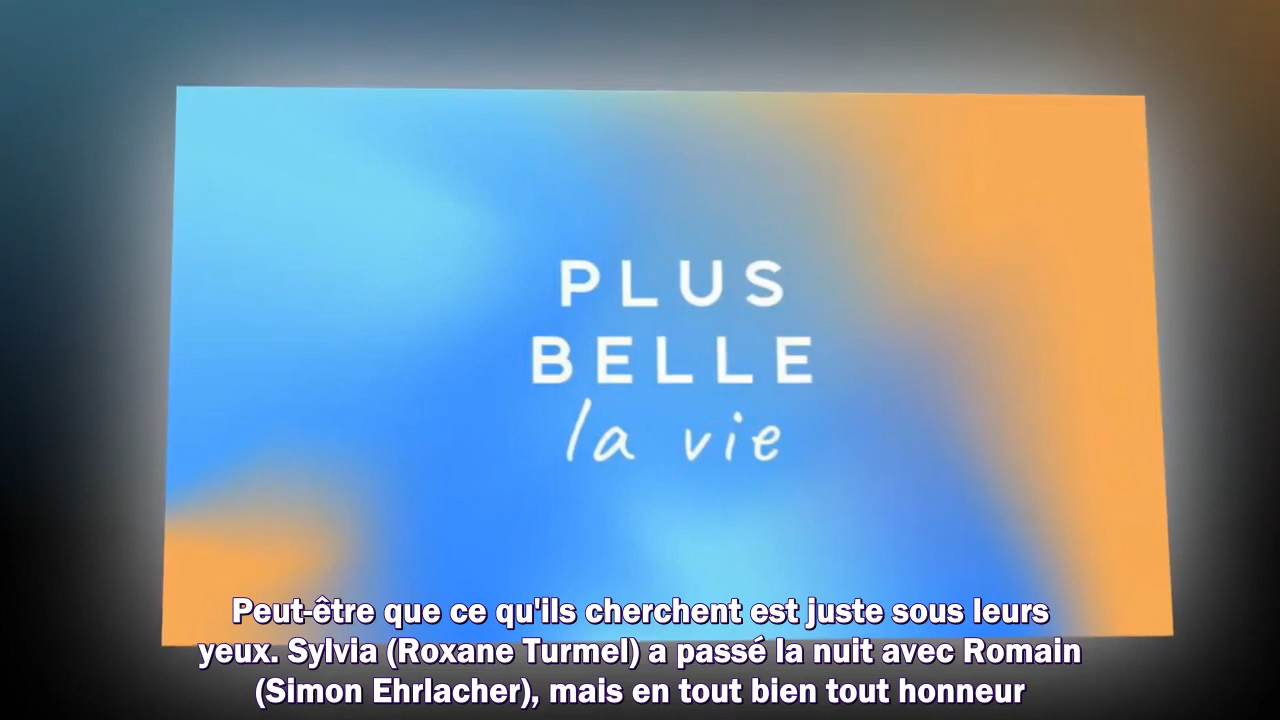 PLUS
BELLE
la vie
Peut-être que ce qu'ils cherchent est juste sous leurs
yeux. Sylvia (Roxane Turmel) a passé la nuit avec Romain
(Simon Ehrlacher), mais en tout bien tout honneur